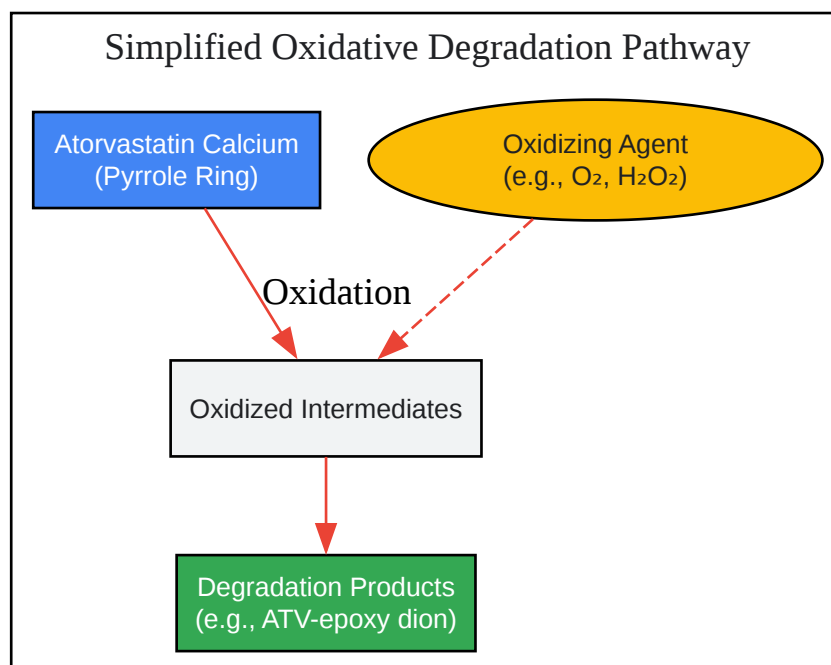 Simplified Oxidative Degradation Pathway
Atorvastatin Calcium
(Pyrrole Ring)
Oxidizing Agent
(e.g., O₂, H₂O₂)
Oxidation
Oxidized Intermediates
Degradation Products
(e.g., ATV-epoxy dion)